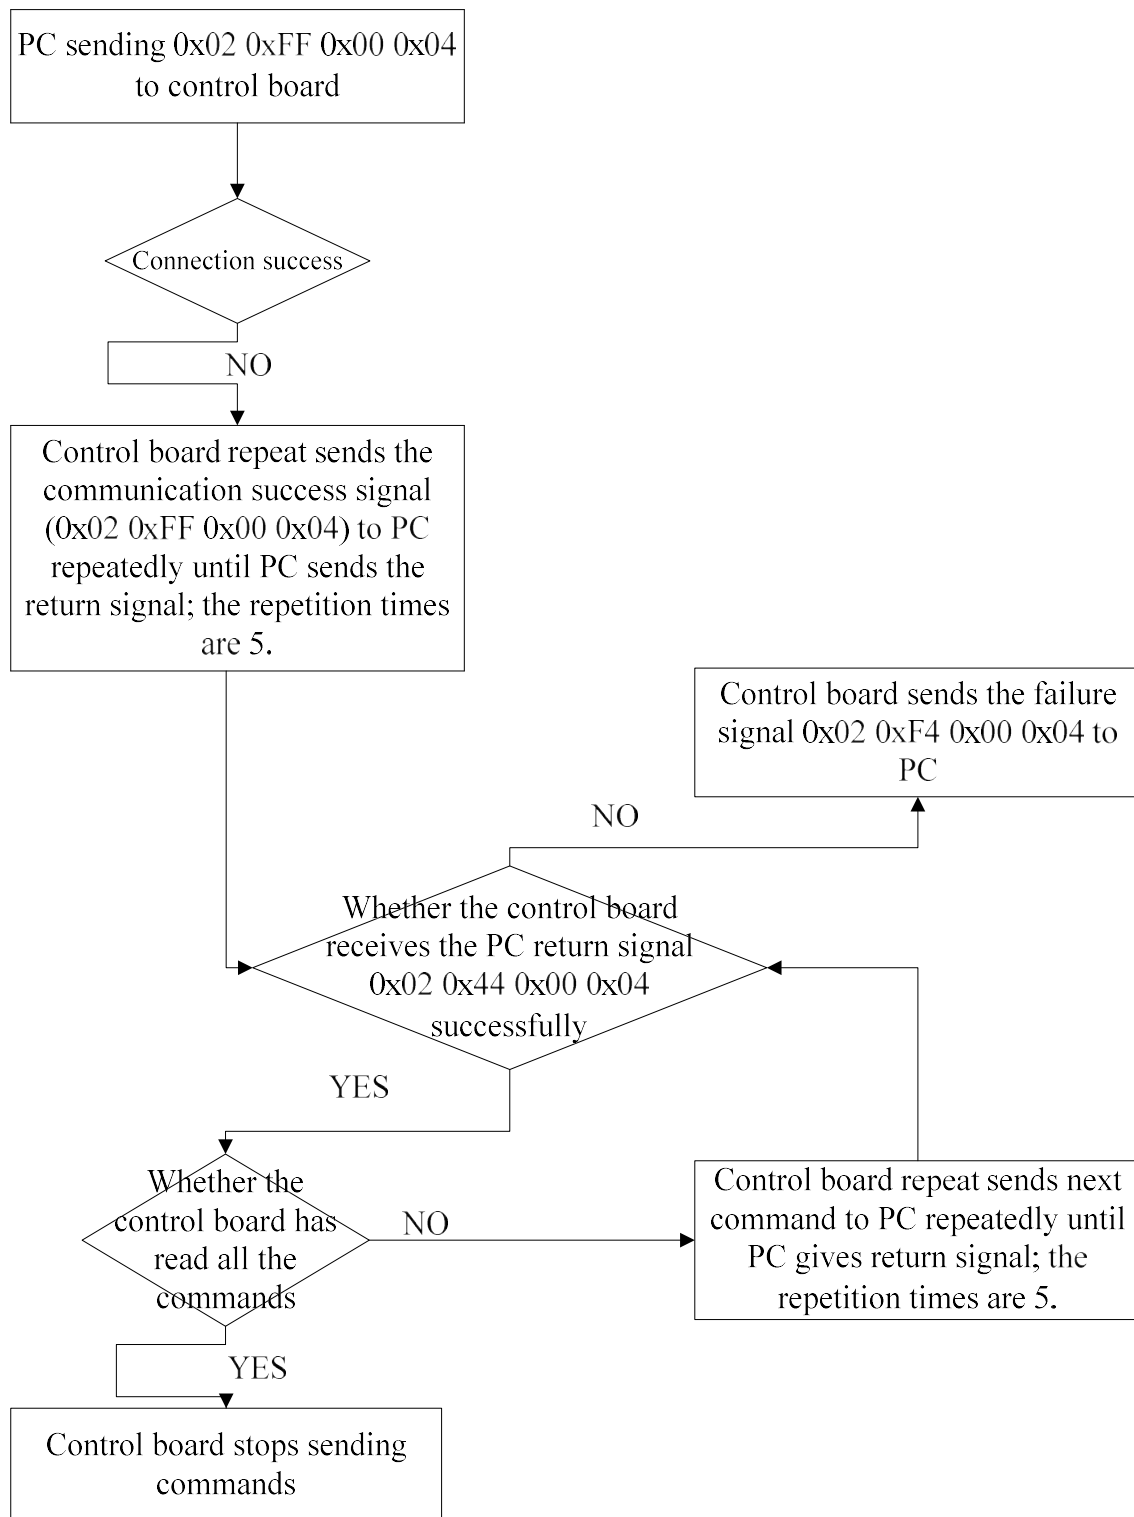 PC sending 0x02 0xFF 0x00 0x04
to control board
Connection success
NO
Control board repeat sends the
communication success signal
(0x02 0xFF 0x00 0x04) to PC
repeatedly until PC sends the
return signal; the repetition times
are 5.
Control board sends the failure
signal 0x02 0xF4 0x00 0x04 to
PC
NO
Whether the control board
receives the PC return signal
0x02 0x44 0x00 0x04
successfully
YES
Whether the
control board has
read all the
commands
NO
Control board repeat sends next
command to PC repeatedly until
PC gives return signal; the
repetition times are 5.
YES
Control board stops sending
commands